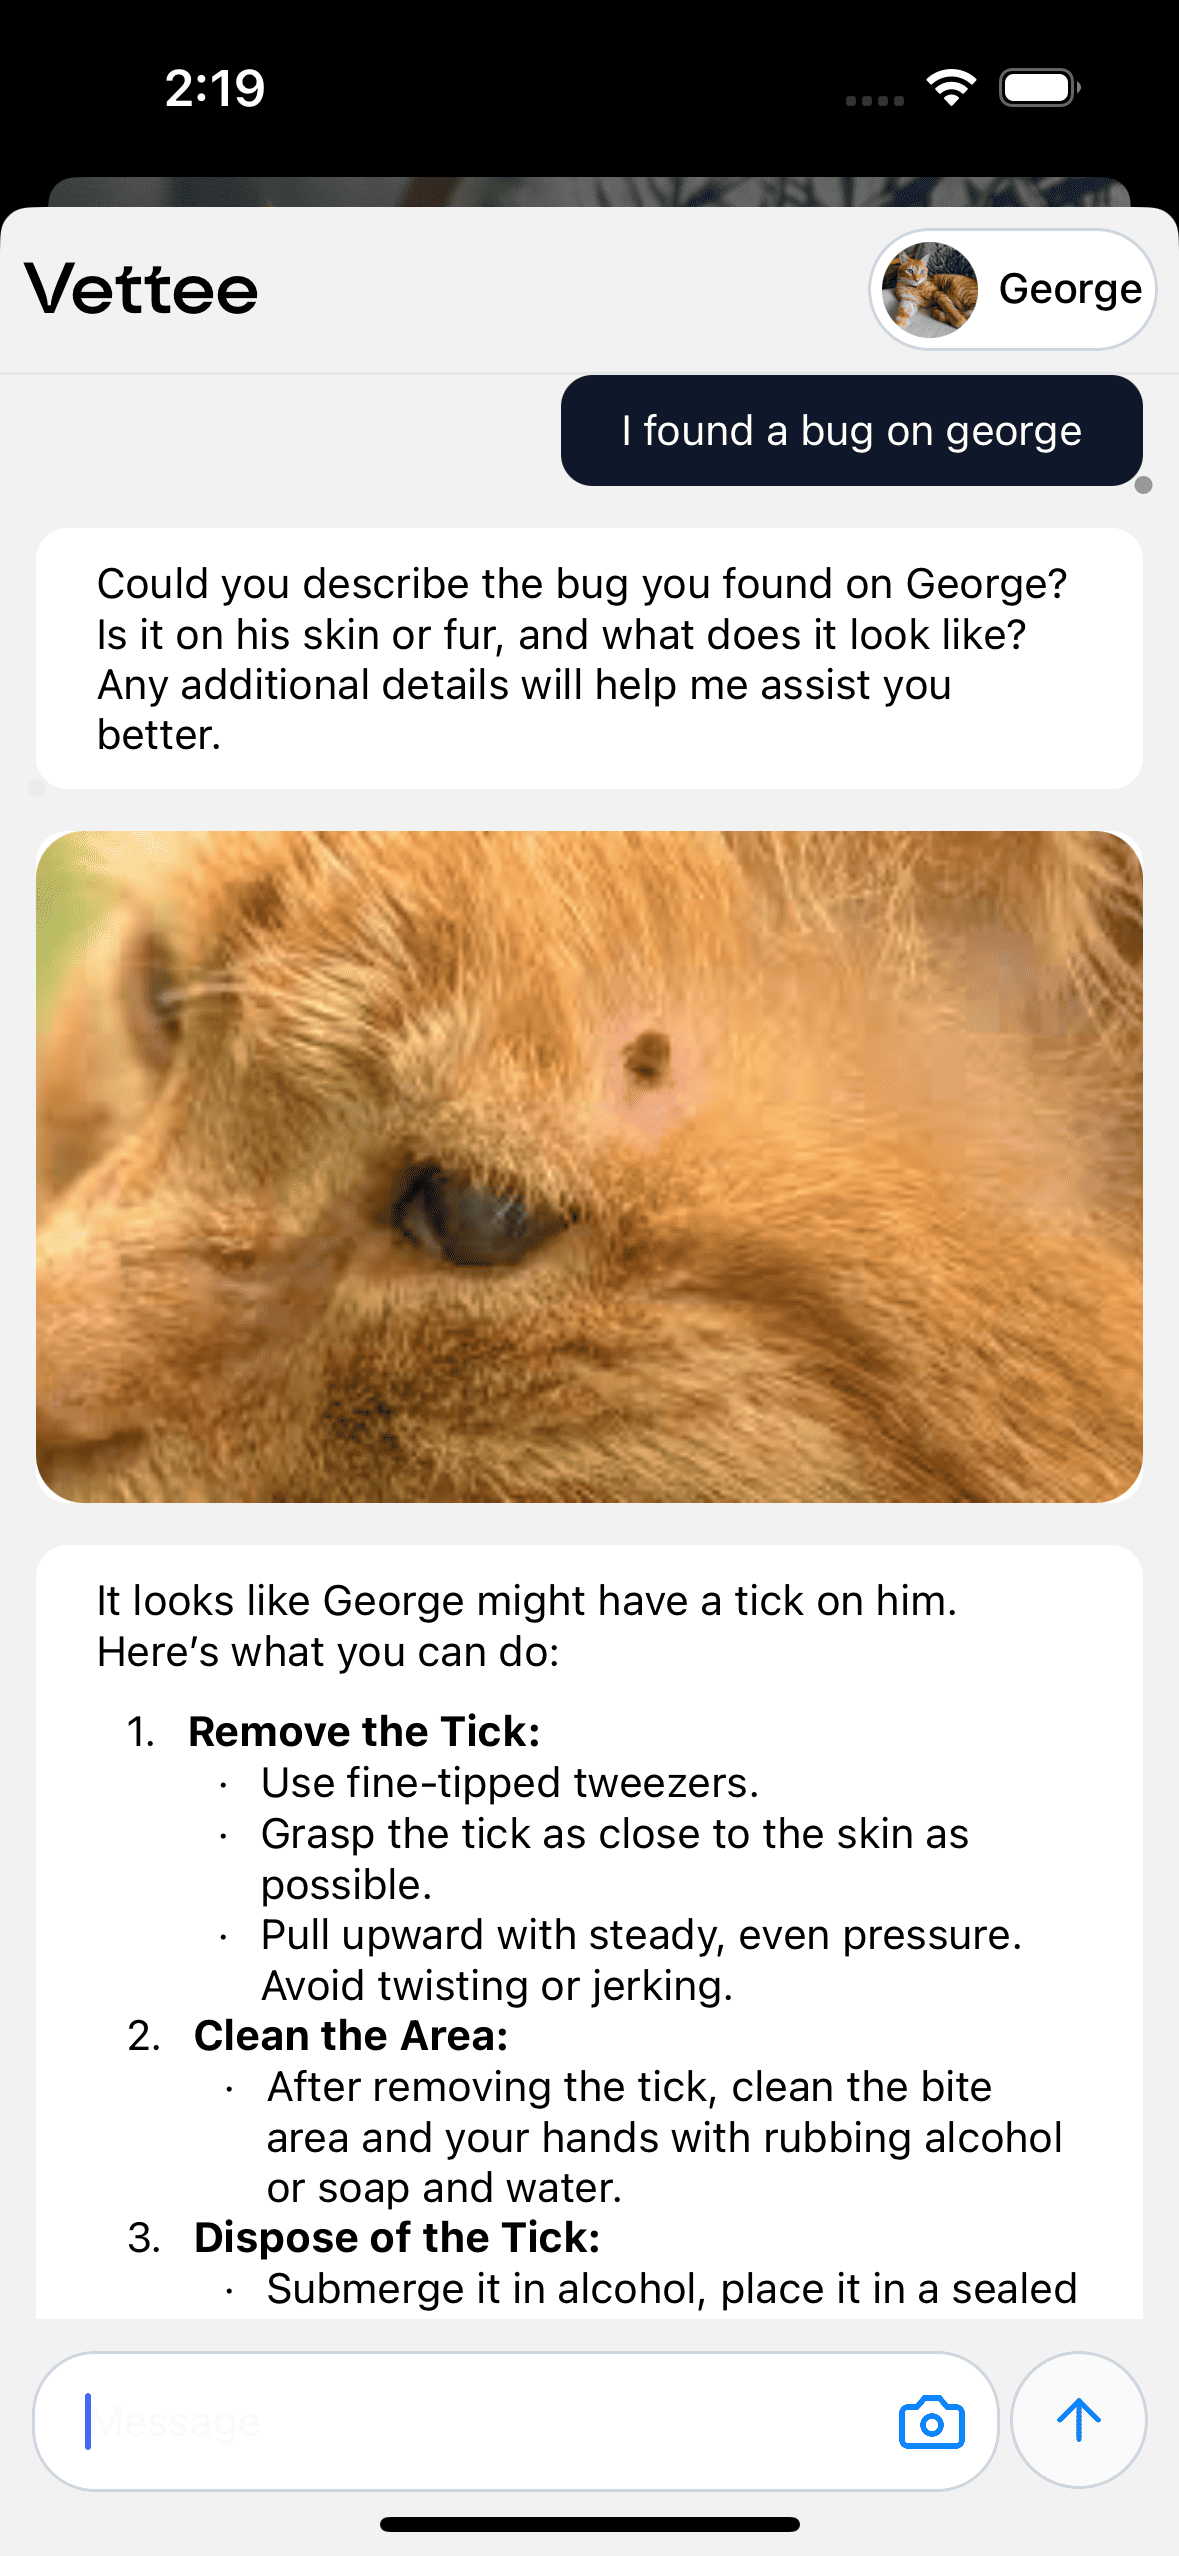 2:19
Vettee
George
I found a bug on george
Could you describe the bug you found on George?
Is it on his skin or fur, and what does it look like?
Any additional details will help me assist you
better.
It looks like George might have a tick on him.
Here’s what you can do:
1. Remove the Tick:
· Use fine-tipped tweezers.
· Grasp the tick as close to the skin as
possible.
· Pull upward with steady, even pressure.
Avoid twisting or jerking.
2. Clean the Area:
· After removing the tick, clean the bite
area and your hands with rubbing alcohol
or soap and water.
3. Dispose of the Tick:
· Submerge it in alcohol, place it in a sealed
Message